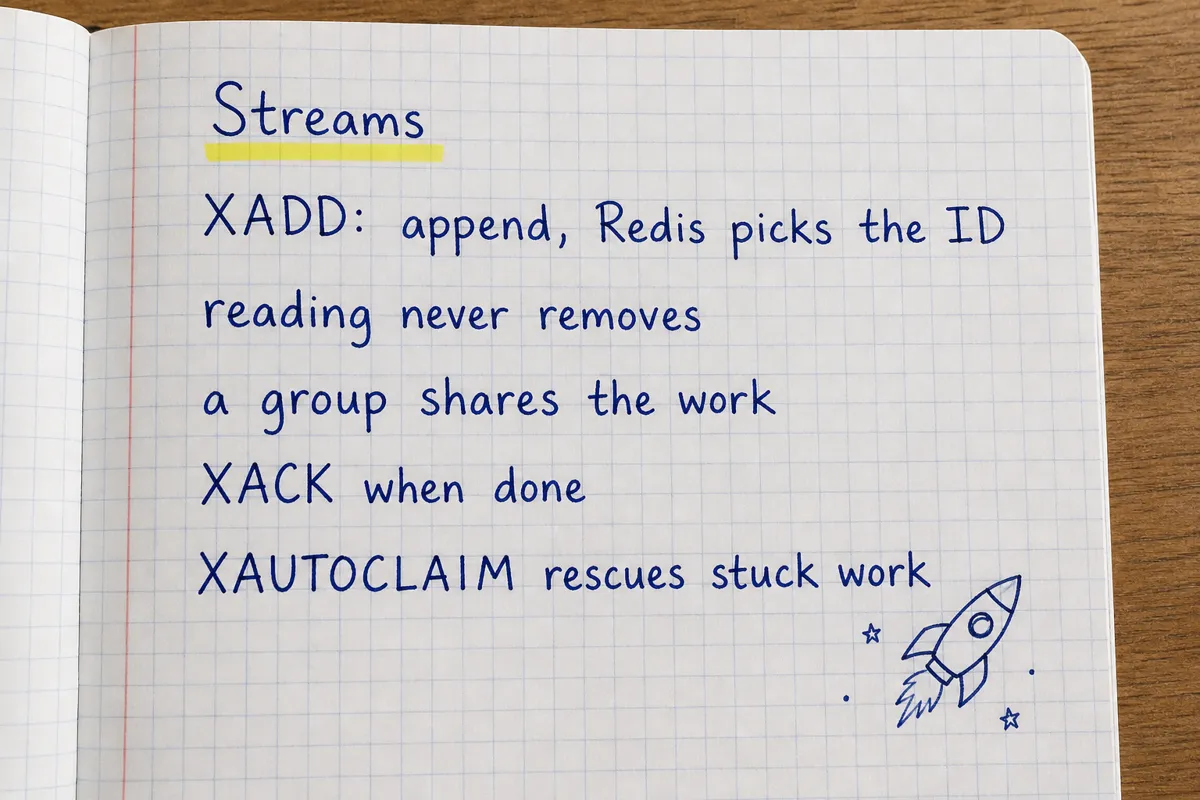 Streams
XADD: append, Redis picks the ID
reading never removes
a group shares the work
XACK when done
XAUTOCLAIM rescues stuck work